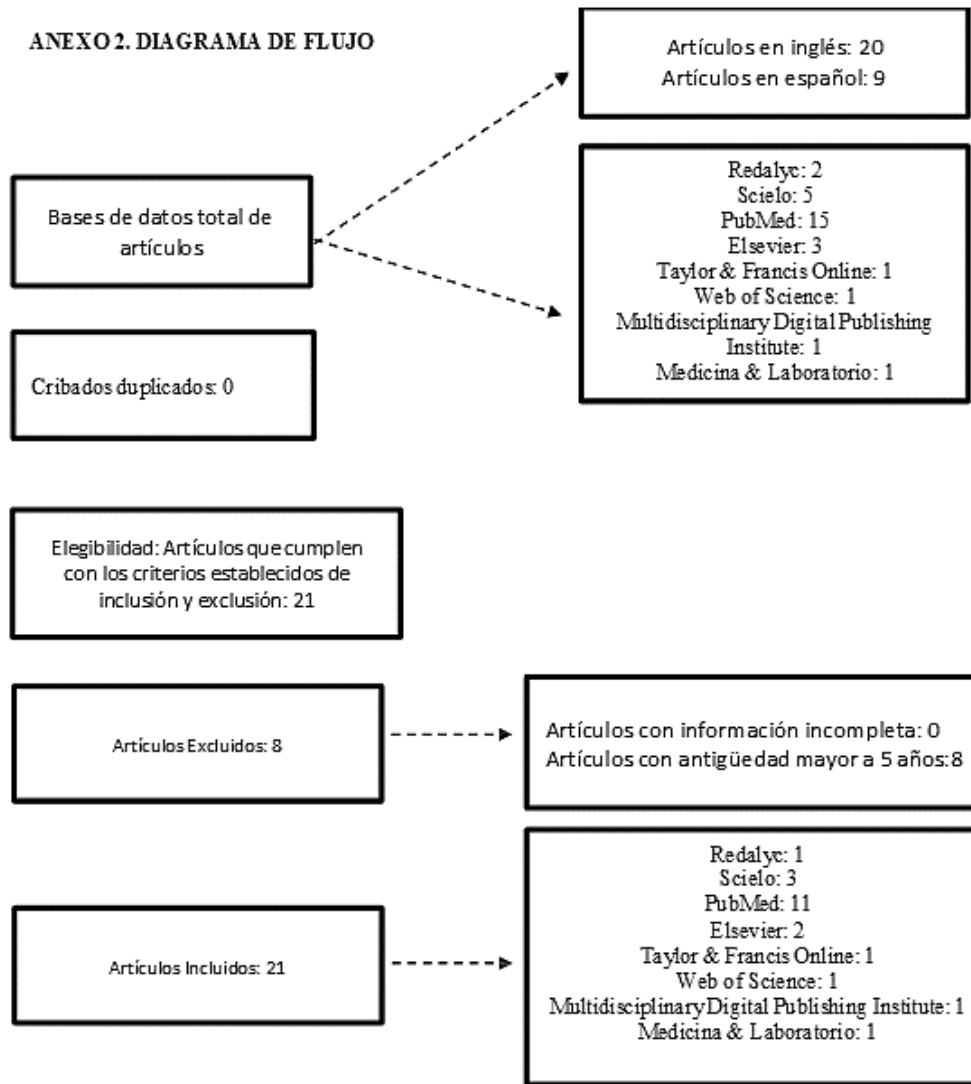 ANEXO 2. DIAGRAMA DE FLUJO
Artículos en inglés: 20
Artículos en español: 9
Bases de datos total de
artículos
Redalyc: 2
Scielo: 5
PubMed: 15
Elsevier: 3
Taylor & Francis Online: 1
Web of Science: 1
Multidisciplinary Digital Publishing
Institute: 1
Medicina & Laboratorio: 1
Cribados duplicados: 0
Elegibilidad: Artículos que cumplen
con los criterios establecidos de
inclusión y exclusión: 21
Artículos Excluidos: 8
Artículos con información incompleta: 0
Artículos con antigüedad mayor a 5 años:8
Artículos Incluidos: 21
Redalyc: 1
Scielo: 3
PubMed: 11
Elsevier: 2
Taylor & Francis Online: 1
Web of Science: 1
Multidisciplinary Digital Publishing Institute: 1
Medicina & Laboratorio: 1